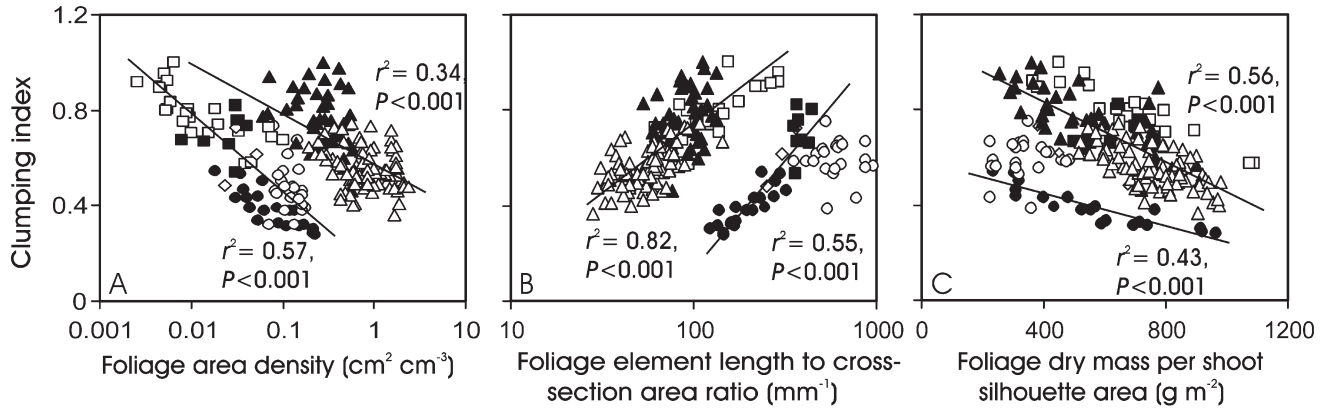 Clumping index
1.2
0.8
0.4
0
r² = 0.34,
P<0.001
r² = 0.57,
P<0.001
A
0.001 0.01 0.1 1 10
Foliage area density (cm² cm⁻³)
r² = 0.82,
P<0.001
r² = 0.55,
P<0.001
B
10 100 1000
Foliage element length to cross-
section area ratio (mm⁻¹)
r² = 0.56,
P<0.001
r² = 0.43,
P<0.001
C
0 400 800 1200
Foliage dry mass per shoot
silhouette area (g m⁻²)